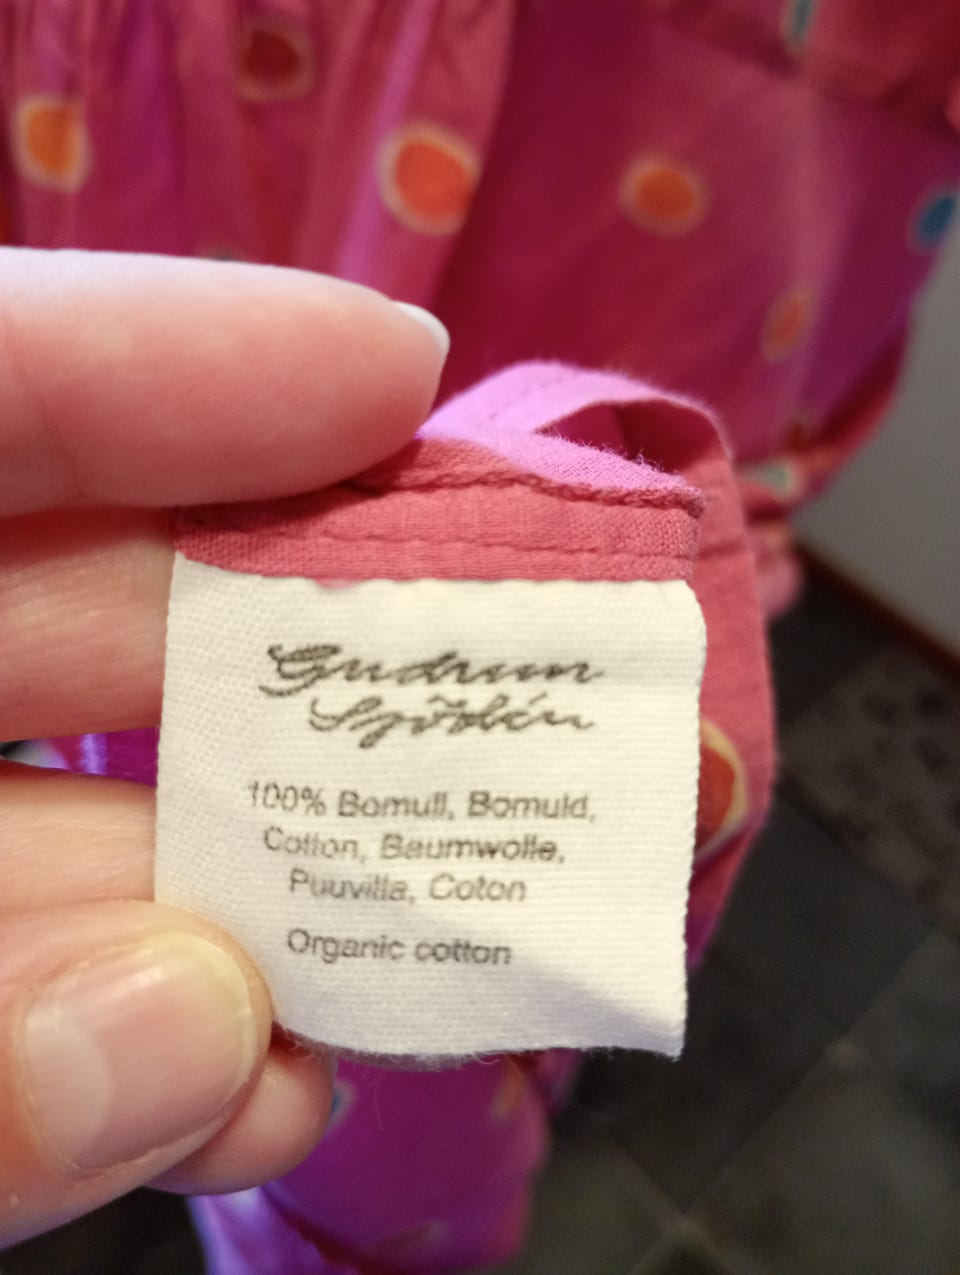 Gudrun
Sjödén
100% Bomull, Bomuld,
Cotton, Baumwolle,
Puuvilla, Coton
Organic cotton